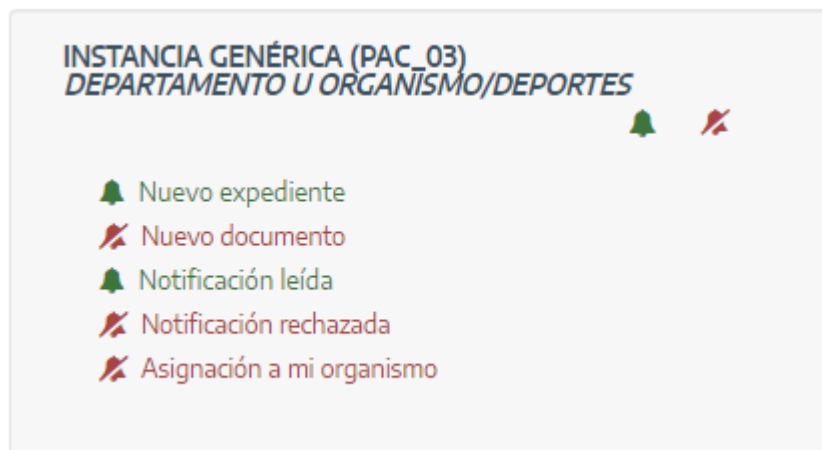 INSTANCIA GENÉRICA (PAC_03)
DEPARTAMENTO U ORGANISMO/DEPORTES
Nuevo expediente
Nuevo documento
Notificación leída
Notificación rechazada
Asignación a mi organismo